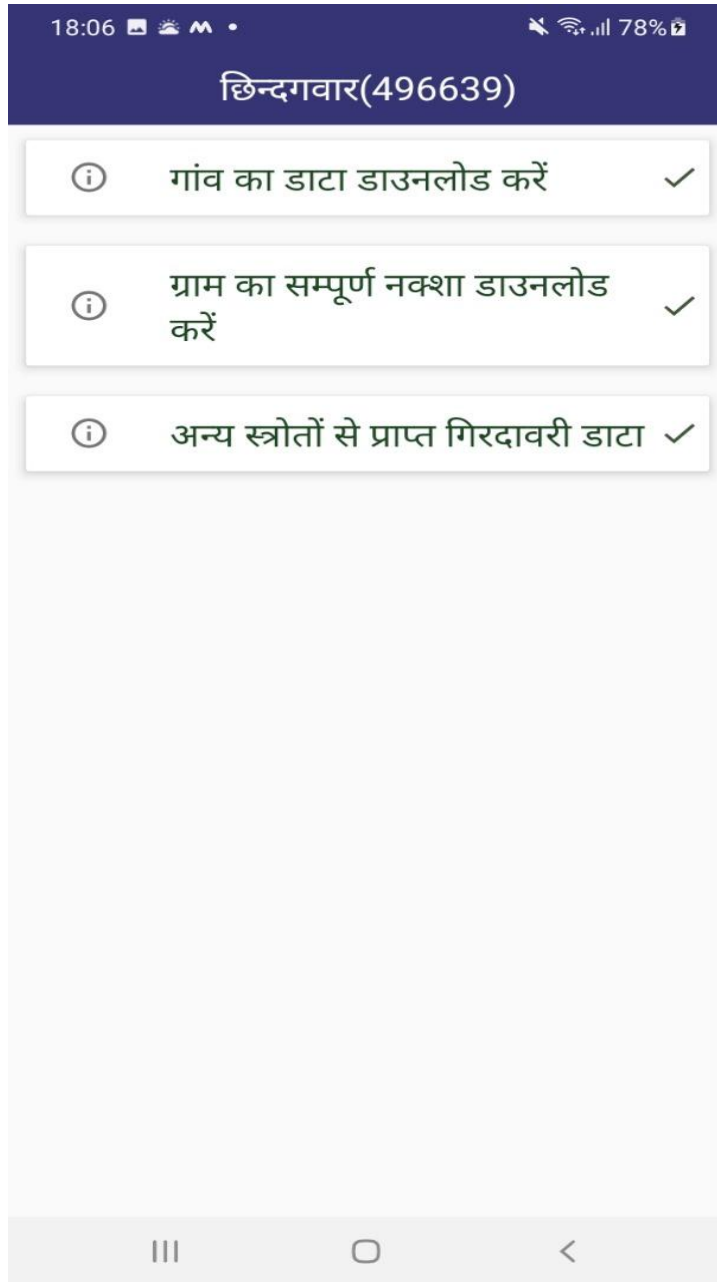 18:06 78%
छिन्दगवार(496639)
गांव का डाटा डाउनलोड करें
ग्राम का सम्पूर्ण नक्शा डाउनलोड
करें
अन्य स्त्रोतों से प्राप्त गिरदावरी डाटा